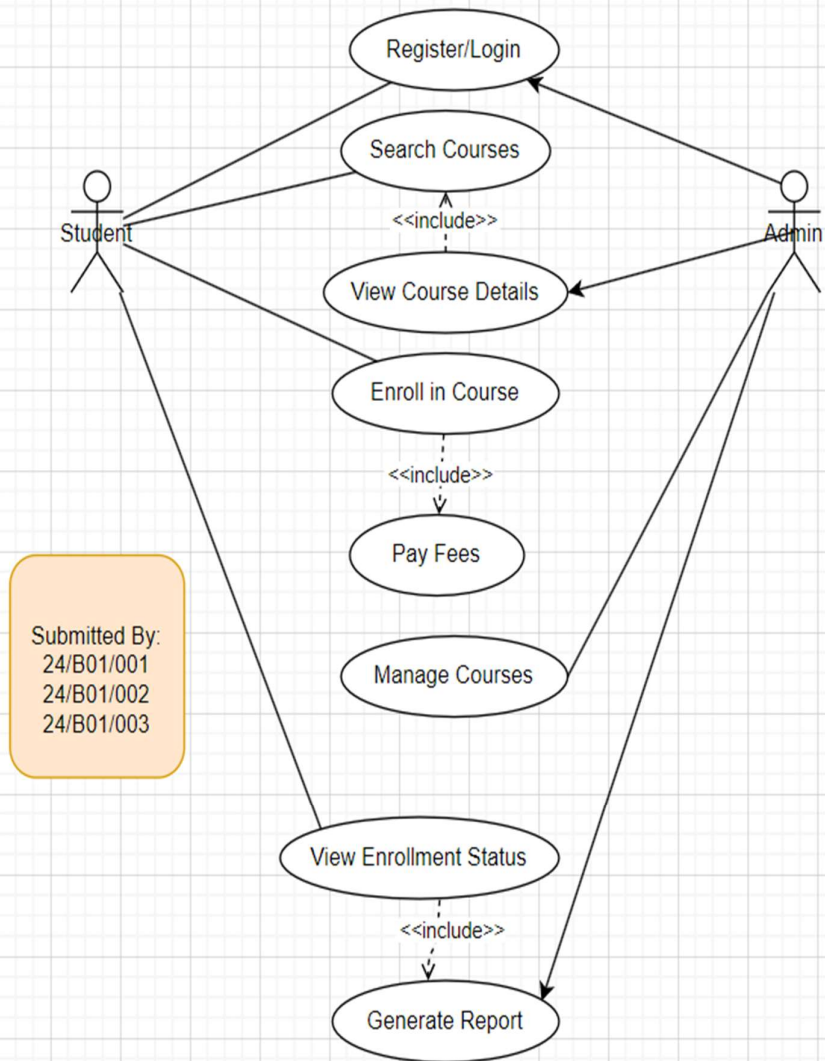 Register/Login
Search Courses
Student
<<include>>
Admin
View Course Details
Enroll in Course
<<include>>
Pay Fees
Submitted By:
24/B01/001
24/B01/002
24/B01/003
Manage Courses
View Enrollment Status
<<include>>
Generate Report